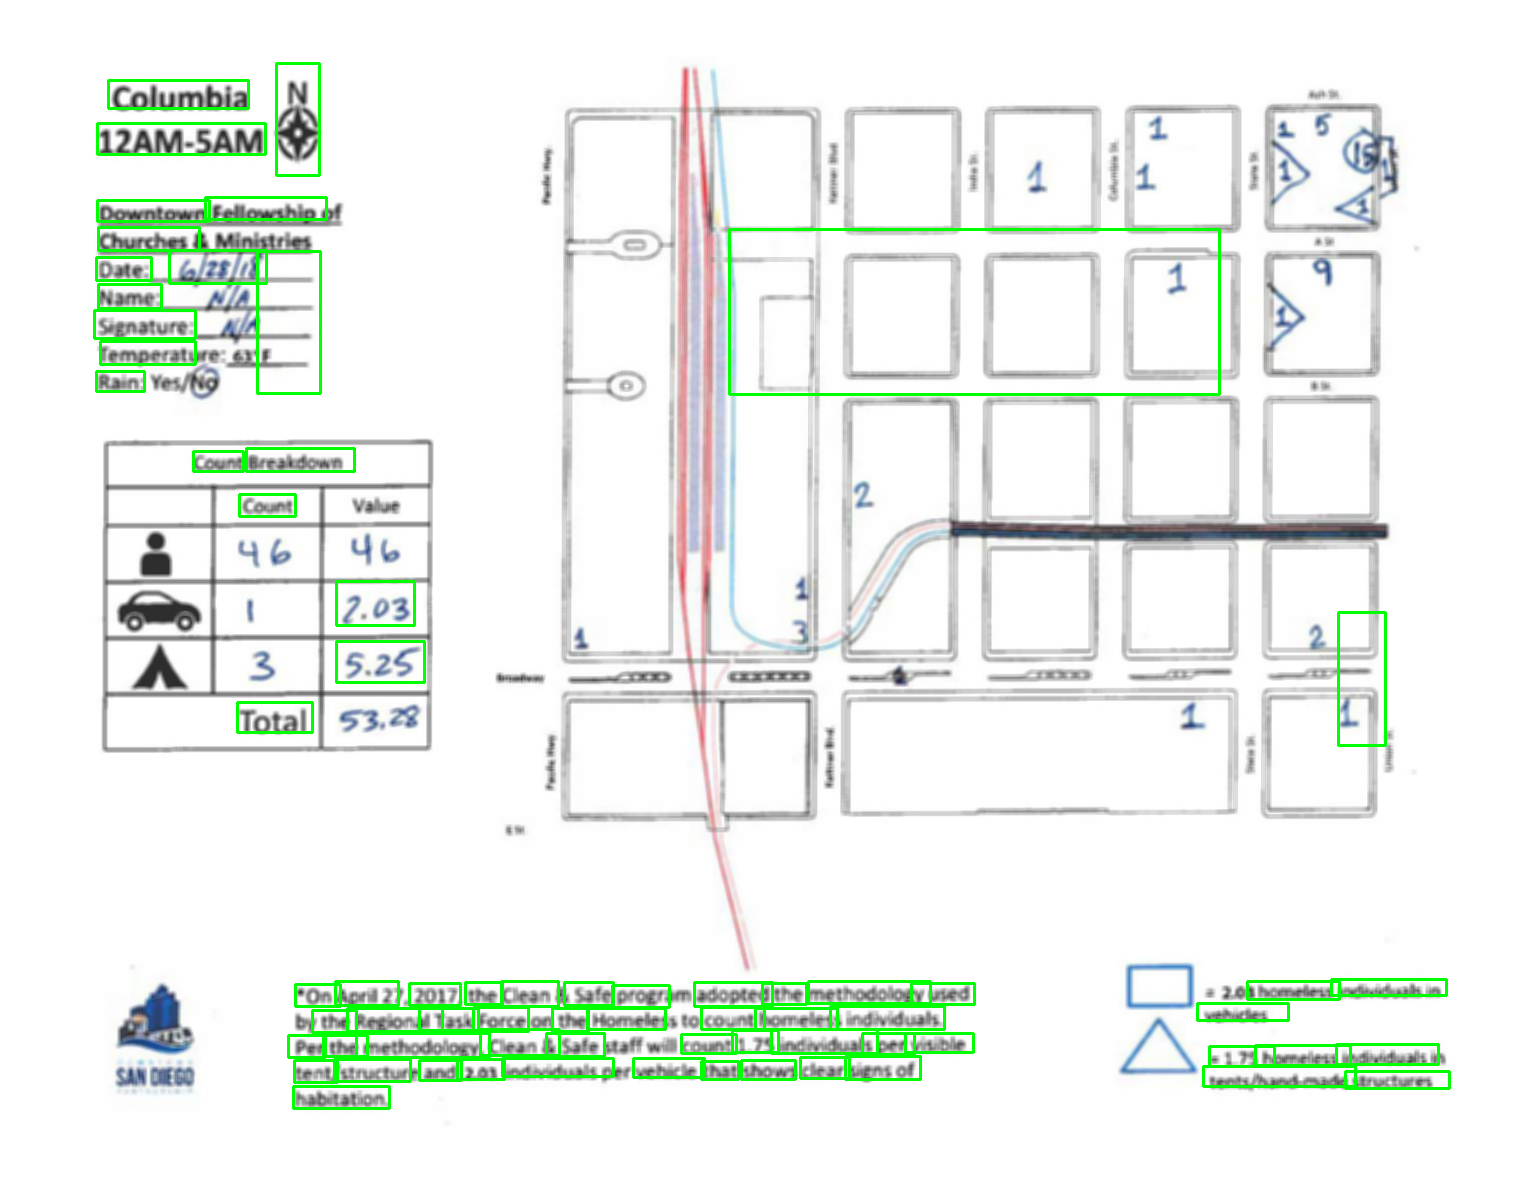 Columbia
N
12AM-5AM
Downtown Fellowship of
Churches & Ministries
Date: 6/28/18
Name: N/A
Signature: N/A
Temperature: 63°F
Rain: Yes/No
Count Breakdown
Count Value
46 46
1 2.03
3 5.25
Total 53.28
Ash St.
Pacific Hwy.
Kettner Blvd
India St.
Columbia St.
State St.
1
1
1
1 5
15
1
1
1
A St
1
9
1
B St.
2
1
1
3
2
Broadway
1
1
Pacific Hwy
Kettner Blvd.
State St.
Union St.
E St.
*On April 27, 2017, the Clean & Safe program adopted the methodology used
by the Regional Task Force on the Homeless to count homeless individuals.
Per the methodology, Clean & Safe staff will count 1.75 individuals per visible
tent structure and 2.03 individuals per vehicle that shows clear signs of
habitation.
= 2.03 homeless individuals in
vehicles
= 1.75 homeless individuals in
tents/hand-made structures
DOWNTOWN
SAN DIEGO
PARTNERSHIP